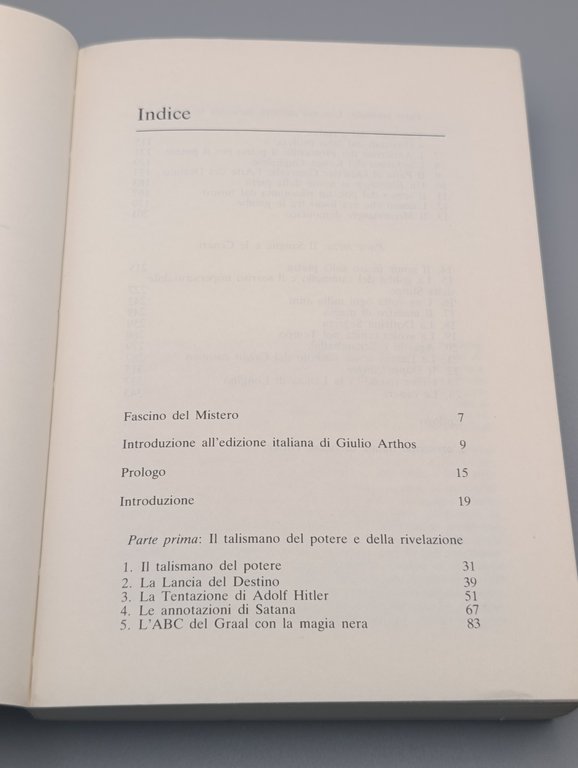 Indice
Fascino del Mistero 7
Introduzione all'edizione italiana di Giulio Arthos 9
Prologo 15
Introduzione 19
Parte prima: Il talismano del potere e della rivelazione
1. Il talismano del potere 31
2. La Lancia del Destino 39
3. La Tentazione di Adolf Hitler 51
4. Le annotazioni di Satana 67
5. L'ABC del Graal con la magia nera 83